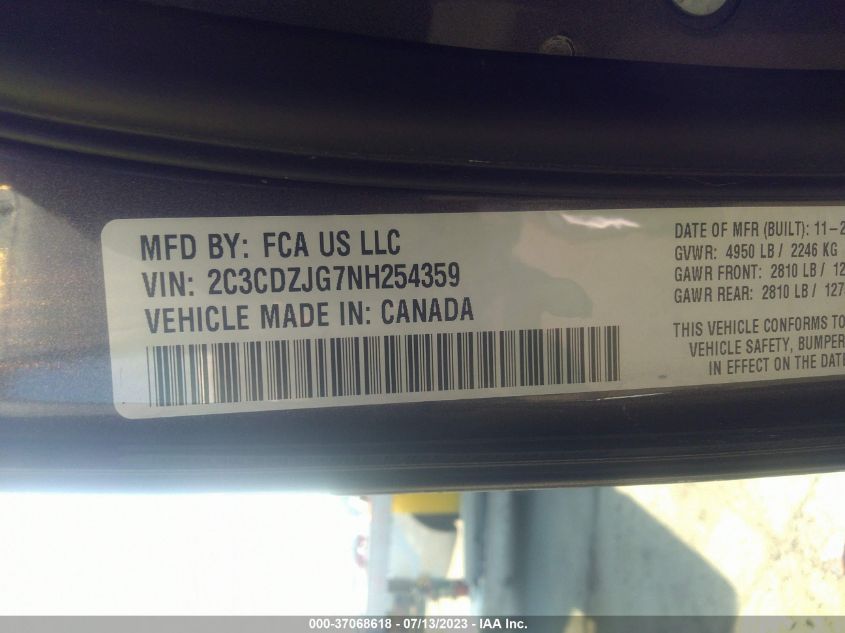 MFD BY: FCA US LLC
VIN: 2C3CDZJG7NH254359
VEHICLE MADE IN: CANADA
DATE OF MFR (BUILT): 11-2
GVWR: 4950 LB / 2246 KG
GAWR FRONT: 2810 LB / 12
GAWR REAR: 2810 LB / 127
THIS VEHICLE CONFORMS TO
VEHICLE SAFETY, BUMPER
IN EFFECT ON THE DATE
000-37068618 - 07/13/2023 - IAA Inc.